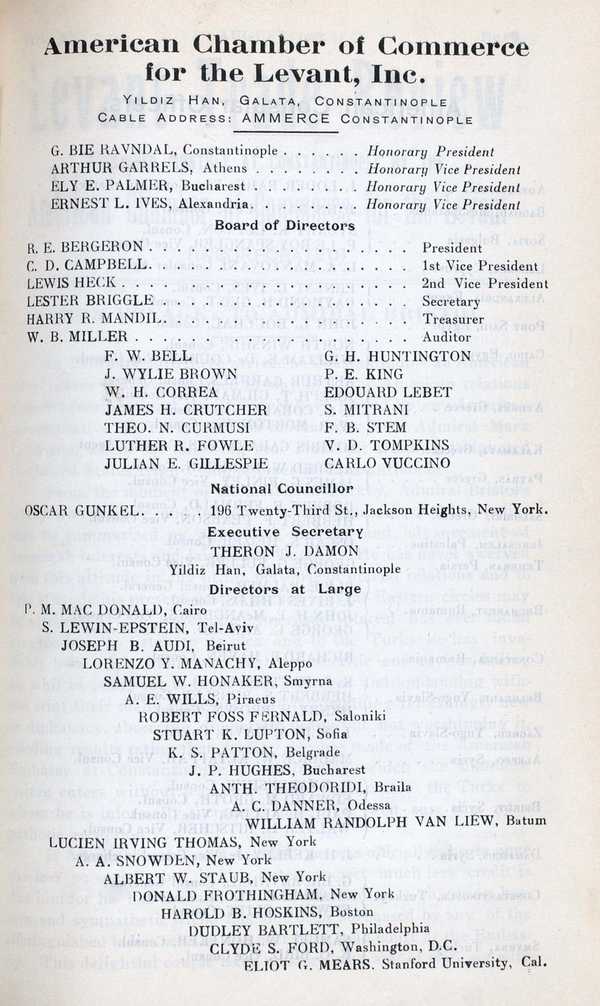 American Chamber of Commerce
for the Levant, Inc.
YILDIZ HAN, GALATA, CONSTANTINOPLE
CABLE ADDRESS: AMMERCE CONSTANTINOPLE
G. BIE RAVNDAL, Constantinople . . . . . . Honorary President
ARTHUR GARRELS, Athens . . . . . . . . Honorary Vice President
ELY E. PALMER, Bucharest . . . . . . . . Honorary Vice President
ERNEST L. IVES, Alexandria. . . . . . . . Honorary Vice President
Board of Directors
R. E. BERGERON . . . . . . . . . . . . . . . . . . President
C. D. CAMPBELL. . . . . . . . . . . . . . . . . . 1st Vice President
LEWIS HECK . . . . . . . . . . . . . . . . . . . . 2nd Vice President
LESTER BRIGGLE . . . . . . . . . . . . . . . . . Secretary
HARRY R. MANDIL. . . . . . . . . . . . . . . . . Treasurer
W. B. MILLER . . . . . . . . . . . . . . . . . . Auditor
F. W. BELL G. H. HUNTINGTON
J. WYLIE BROWN P. E. KING
W. H. CORREA EDOUARD LEBET
JAMES H. CRUTCHER S. MITRANI
THEO. N. CURMUSI F. B. STEM
LUTHER R. FOWLE V. D. TOMPKINS
JULIAN E. GILLESPIE CARLO VUCCINO
National Councillor
OSCAR GUNKEL. . . . . 196 Twenty-Third St., Jackson Heights, New York.
Executive Secretary
THERON J. DAMON
Yildiz Han, Galata, Constantinople
Directors at Large
P. M. MAC DONALD, Cairo
S. LEWIN-EPSTEIN, Tel-Aviv
JOSEPH B. AUDI, Beirut
LORENZO Y. MANACHY, Aleppo
SAMUEL W. HONAKER, Smyrna
A. E. WILLS, Piraeus
ROBERT FOSS FERNALD, Saloniki
STUART K. LUPTON, Sofia
K. S. PATTON, Belgrade
J. P. HUGHES, Bucharest
ANTH. THEODORIDI, Braila
A. C. DANNER, Odessa
WILLIAM RANDOLPH VAN LIEW, Batum
LUCIEN IRVING THOMAS, New York
A. A. SNOWDEN, New York
ALBERT W. STAUB, New York
DONALD FROTHINGHAM, New York
HAROLD B. HOSKINS, Boston
DUDLEY BARTLETT, Philadelphia
CLYDE S. FORD, Washington, D.C.
ELIOT G. MEARS. Stanford University, Cal.